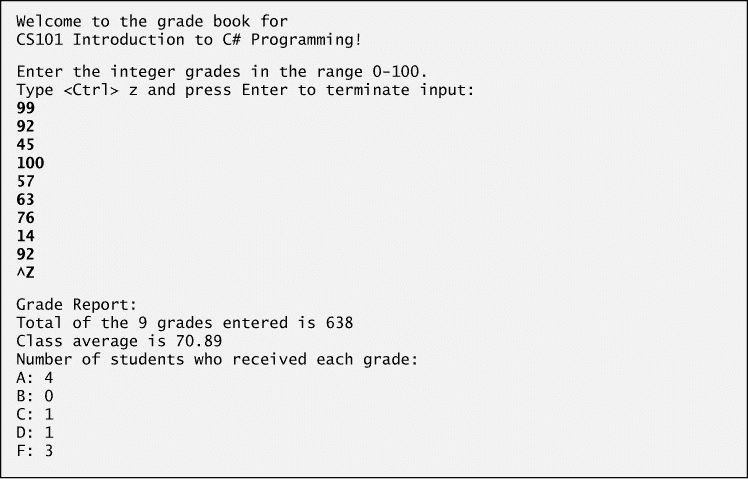 Welcome to the grade book for
CS101 Introduction to C# Programming!
Enter the integer grades in the range 0-100.
Type <Ctrl> z and press Enter to terminate input:
99
92
45
100
57
63
76
14
92
^Z
Grade Report:
Total of the 9 grades entered is 638
Class average is 70.89
Number of students who received each grade:
A: 4
B: 0
C: 1
D: 1
F: 3